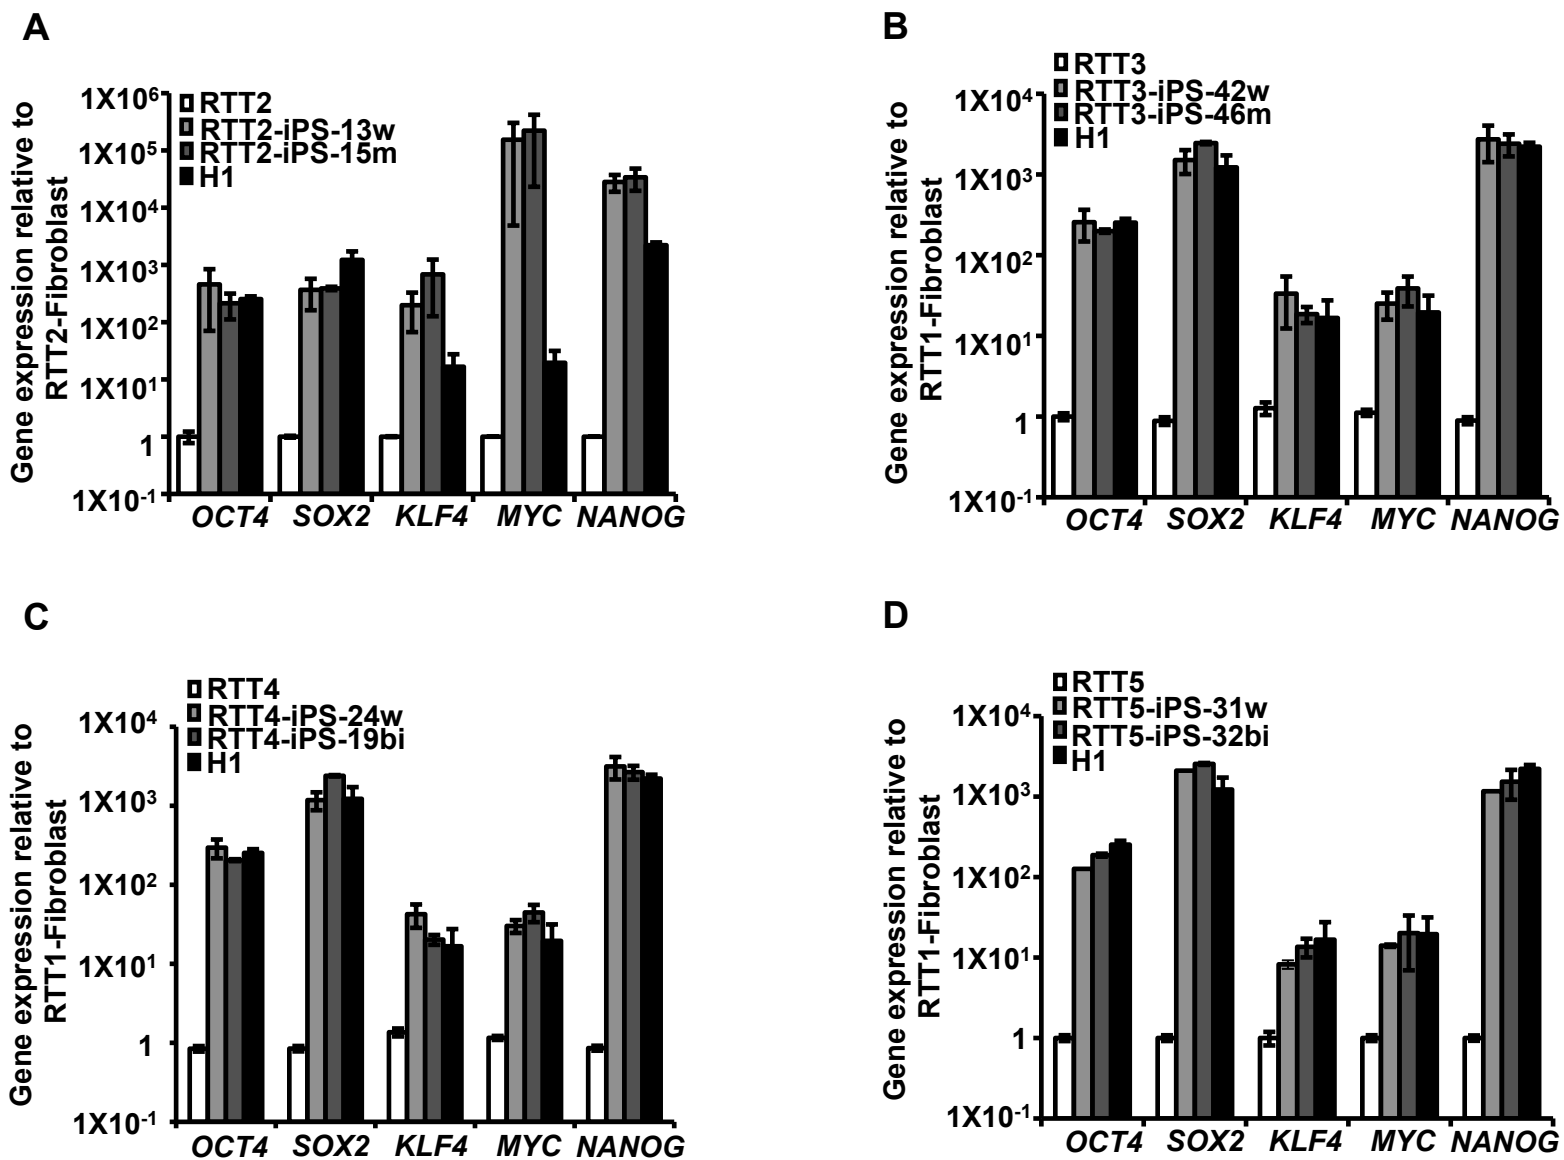 A
Gene expression relative to
RTT2-Fibroblast
1X10⁶
1X10⁵
1X10⁴
1X10³
1X10²
1X10¹
1
1X10⁻¹
RTT2
RTT2-iPS-13w
RTT2-iPS-15m
H1
OCT4 SOX2 KLF4 MYC NANOG
B
Gene expression relative to
RTT1-Fibroblast
1X10⁴
1X10³
1X10²
1X10¹
1
1X10⁻¹
RTT3
RTT3-iPS-42w
RTT3-iPS-46m
H1
OCT4 SOX2 KLF4 MYC NANOG
C
Gene expression relative to
RTT1-Fibroblast
1X10⁴
1X10³
1X10²
1X10¹
1
1X10⁻¹
RTT4
RTT4-iPS-24w
RTT4-iPS-19bi
H1
OCT4 SOX2 KLF4 MYC NANOG
D
Gene expression relative to
RTT1-Fibroblast
1X10⁴
1X10³
1X10²
1X10¹
1
1X10⁻¹
RTT5
RTT5-iPS-31w
RTT5-iPS-32bi
H1
OCT4 SOX2 KLF4 MYC NANOG